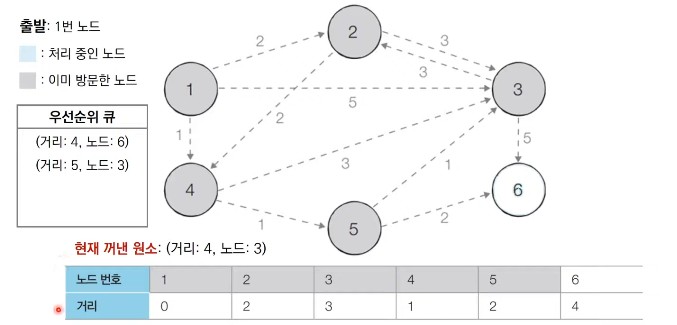 출발: 1번 노드
: 처리 중인 노드
: 이미 방문한 노드
우선순위 큐
(거리: 4, 노드: 6)
(거리: 5, 노드: 3)
2
2
3
3
1
5
3
1
2
5
4
3
1
6
1
5
2
현재 꺼낸 원소: (거리: 4, 노드: 3)
노드 번호 1 2 3 4 5 6
거리 0 2 3 1 2 4